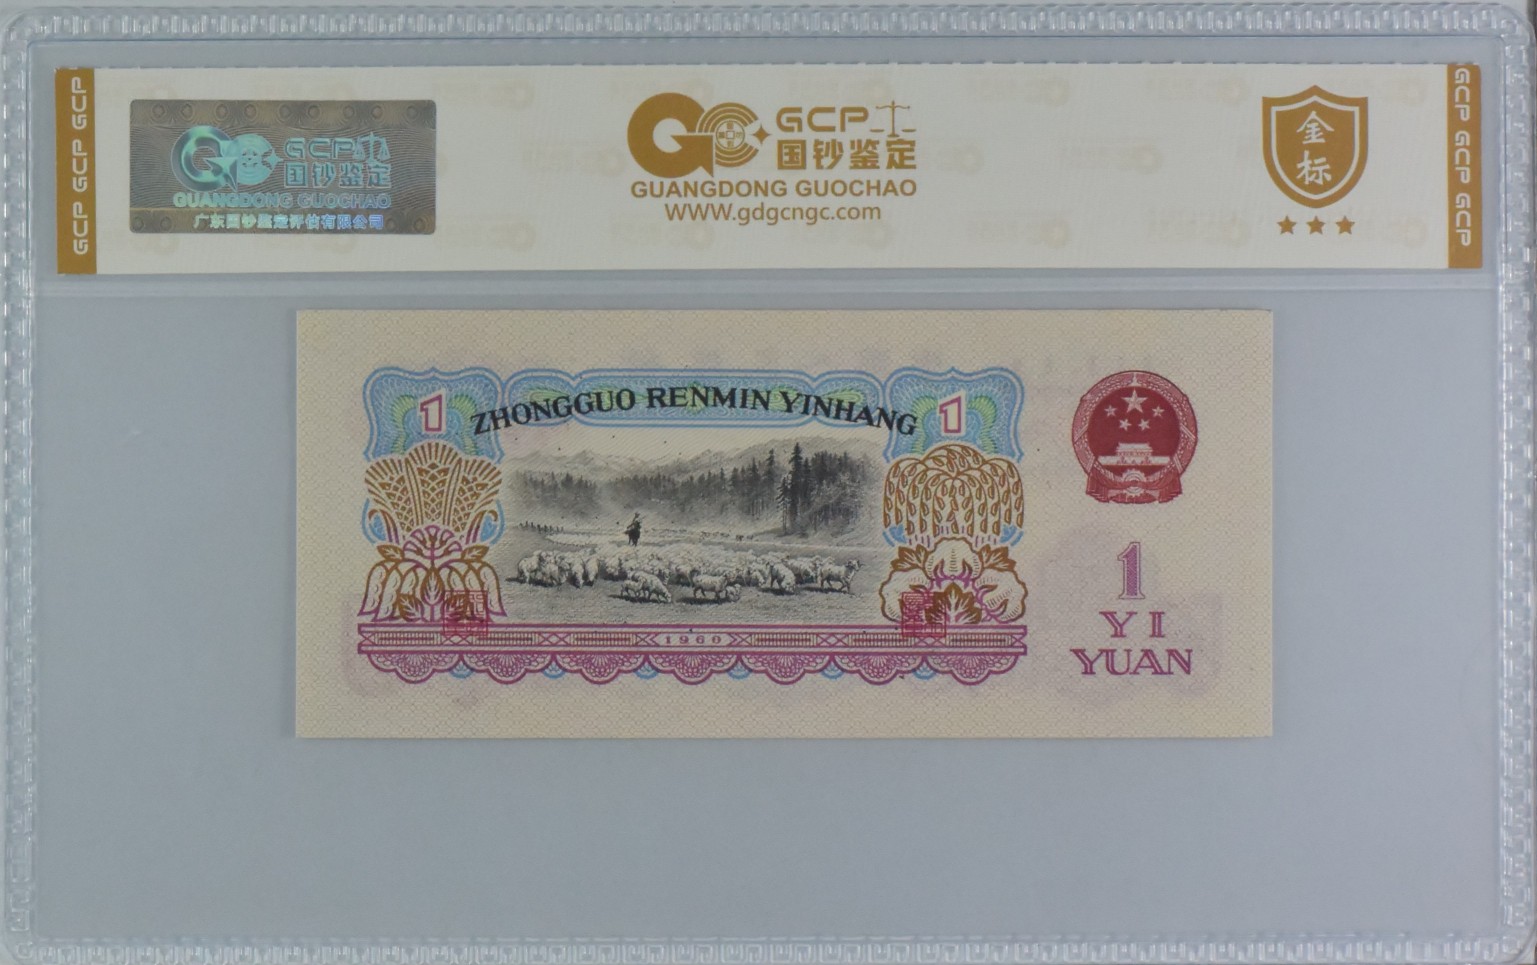 GCP GCP GCP
GCP
国钞鉴定
GUANGDONG GUOCHAO
广东国钞鉴定评估有限公司
GCP
国钞鉴定
GUANGDONG GUOCHAO
WWW.gdgcngc.com
金标
GCP GCP GCP
1
ZHONGGUO RENMIN YINHANG
1
1960
1
YI
YUAN